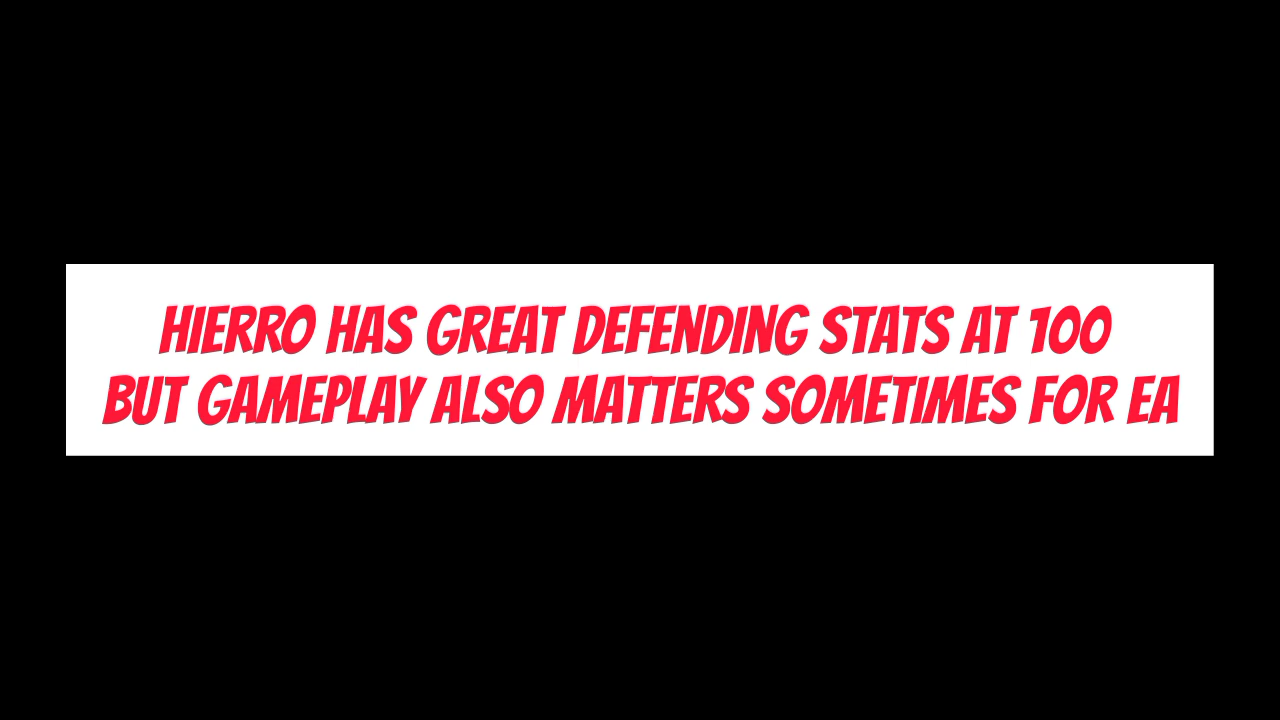 HIERRO HAS GREAT DEFENDING STATS AT 100
BUT GAMEPLAY ALSO MATTERS SOMETIMES FOR EA